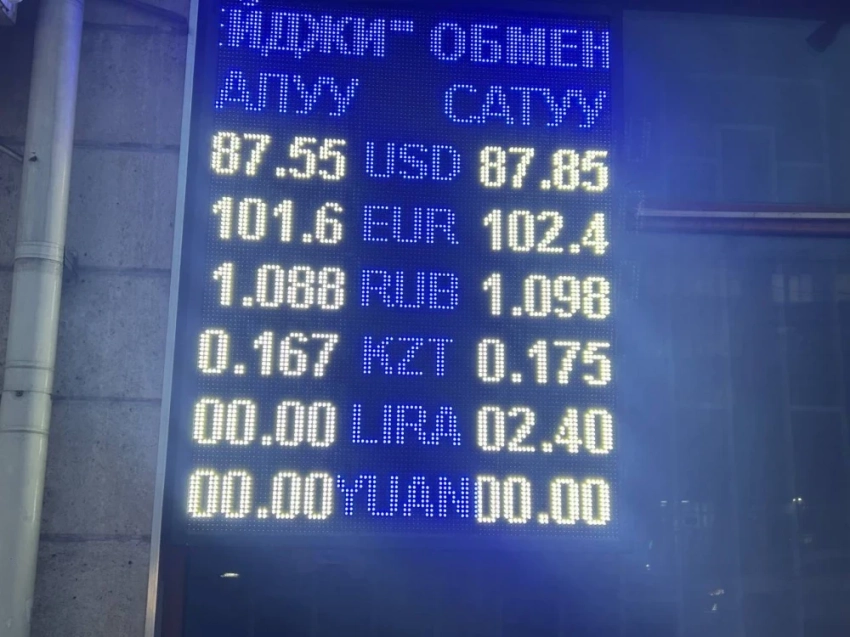 ЕЙДЖИ" ОБМЕН
АЛУУ САТУУ
87.55 USD 87.85
101.6 EUR 102.4
1.088 RUB 1.098
0.167 KZT 0.175
00.00 LIRA 02.40
00.00 YUAN 00.00